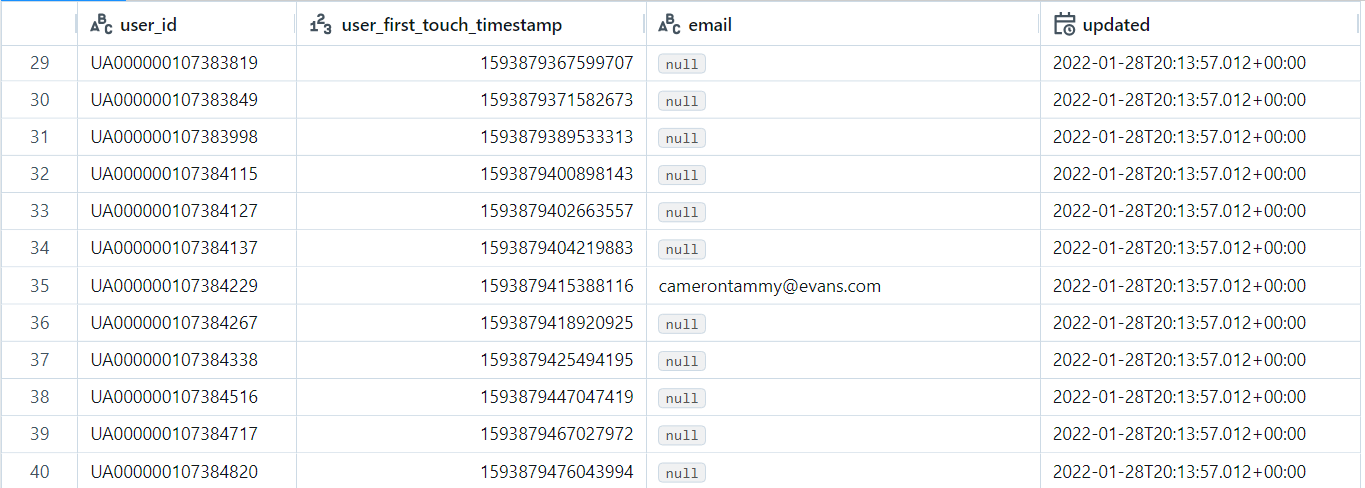 ABC user_id 123 user_first_touch_timestamp ABC email updated
29 UA000000107383819 1593879367599707 null 2022-01-28T20:13:57.012+00:00
30 UA000000107383849 1593879371582673 null 2022-01-28T20:13:57.012+00:00
31 UA000000107383998 1593879389533313 null 2022-01-28T20:13:57.012+00:00
32 UA000000107384115 1593879400898143 null 2022-01-28T20:13:57.012+00:00
33 UA000000107384127 1593879402663557 null 2022-01-28T20:13:57.012+00:00
34 UA000000107384137 1593879404219883 null 2022-01-28T20:13:57.012+00:00
35 UA000000107384229 1593879415388116 camerontammy@evans.com 2022-01-28T20:13:57.012+00:00
36 UA000000107384267 1593879418920925 null 2022-01-28T20:13:57.012+00:00
37 UA000000107384338 1593879425494195 null 2022-01-28T20:13:57.012+00:00
38 UA000000107384516 1593879447047419 null 2022-01-28T20:13:57.012+00:00
39 UA000000107384717 1593879467027972 null 2022-01-28T20:13:57.012+00:00
40 UA000000107384820 1593879476043994 null 2022-01-28T20:13:57.012+00:00